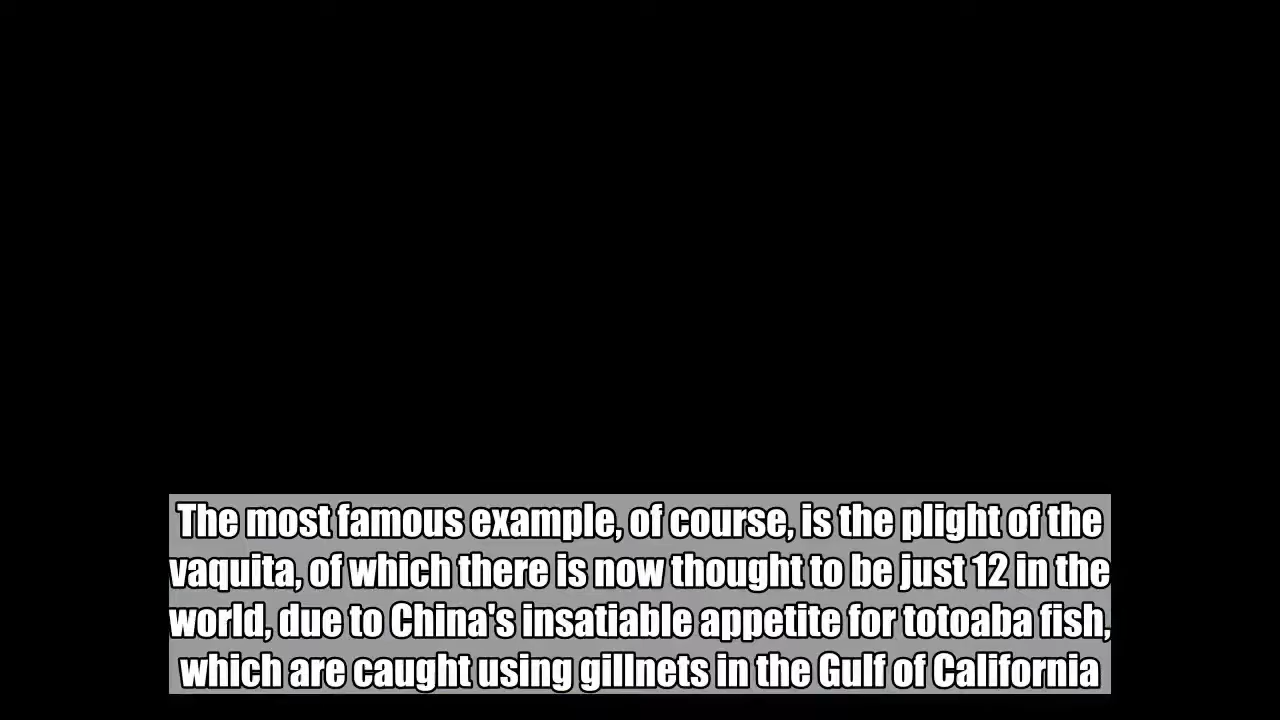 The most famous example, of course, is the plight of the
vaquita, of which there is now thought to be just 12 in the
world, due to China's insatiable appetite for totoaba fish,
which are caught using gillnets in the Gulf of California